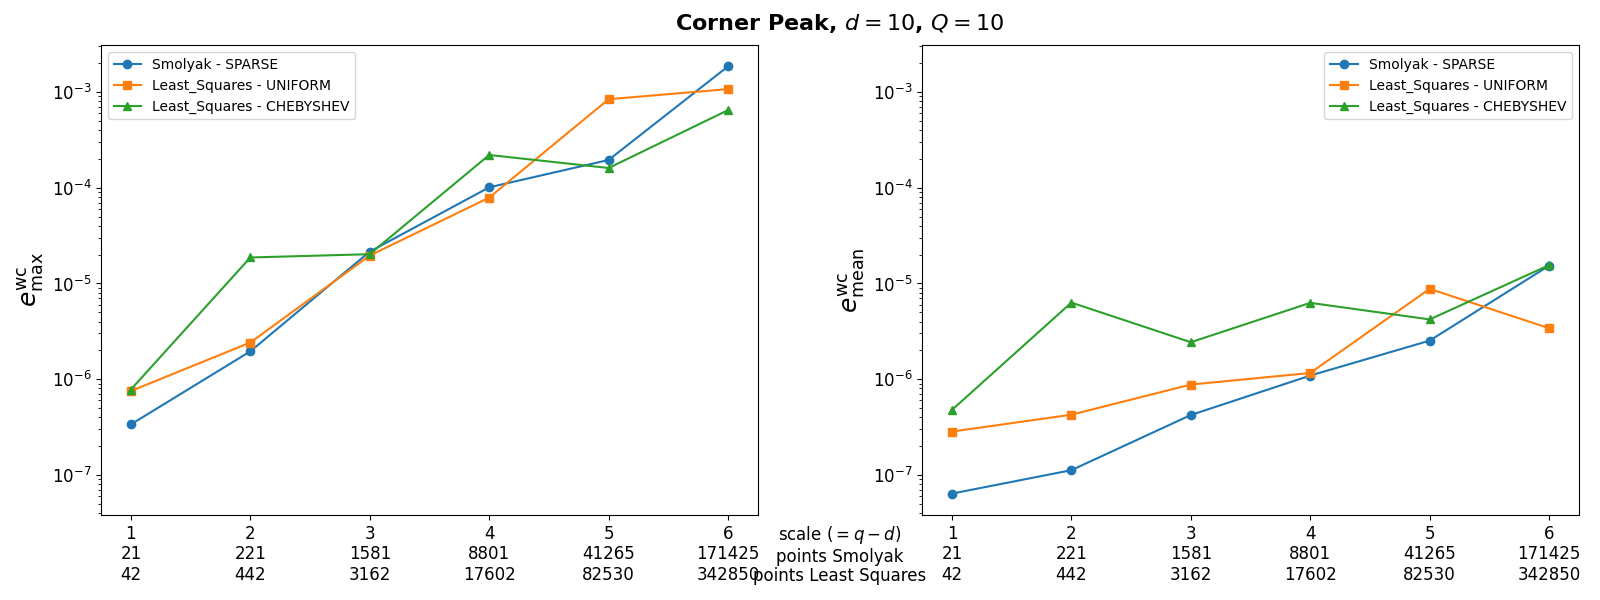 Corner Peak, d = 10, Q = 10
Smolyak - SPARSE
Least_Squares - UNIFORM
Least_Squares - CHEBYSHEV
10⁻³
10⁻⁴
10⁻⁵
10⁻⁶
10⁻⁷
e^wc_max
1 2 3 4 5 6
21 221 1581 8801 41265 171425
42 442 3162 17602 82530 342850
scale (= q − d)
points Smolyak
points Least Squares
Smolyak - SPARSE
Least_Squares - UNIFORM
Least_Squares - CHEBYSHEV
10⁻³
10⁻⁴
10⁻⁵
10⁻⁶
10⁻⁷
e^wc_mean
1 2 3 4 5 6
21 221 1581 8801 41265 171425
42 442 3162 17602 82530 342850